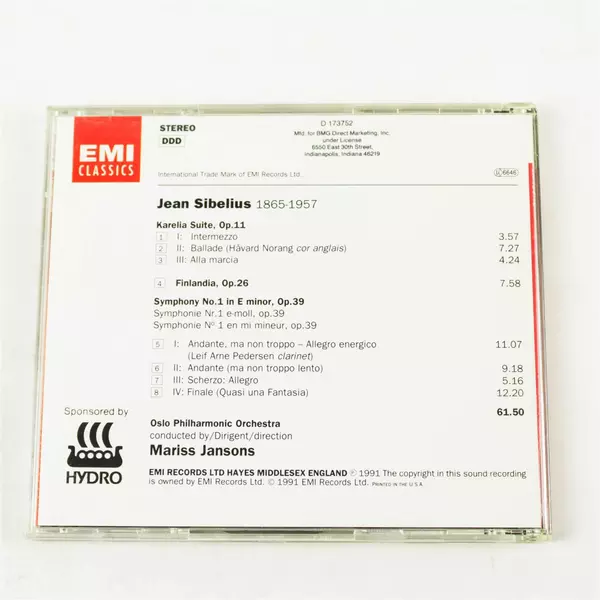 EMI
CLASSICS
STEREO
DDD
D 173752
Mfd. for BMG Direct Marketing, Inc.
under License
6550 East 30th Street,
Indianapolis, Indiana 46219
International Trade Mark of EMI Records Ltd.
6646
Jean Sibelius 1865-1957
Karelia Suite, Op.11
1 I: Intermezzo 3.57
2 II: Ballade (Håvard Norang cor anglais) 7.27
3 III: Alla marcia 4.24
4 Finlandia, Op.26 7.58
Symphony No.1 in E minor, Op.39
Symphonie Nr.1 e-moll, op.39
Symphonie Nº 1 en mi mineur, op.39
5 I: Andante, ma non troppo – Allegro energico 11.07
(Leif Arne Pedersen clarinet)
6 II: Andante (ma non troppo lento) 9.18
7 III: Scherzo: Allegro 5.16
8 IV: Finale (Quasi una Fantasia) 12.20
61.50
Sponsored by
HYDRO
Oslo Philharmonic Orchestra
conducted by/Dirigent/direction
Mariss Jansons
EMI RECORDS LTD HAYES MIDDLESEX ENGLAND ℗ 1991 The copyright in this sound recording
is owned by EMI Records Ltd. © 1991 EMI Records Ltd. PRINTED IN THE U.S.A.